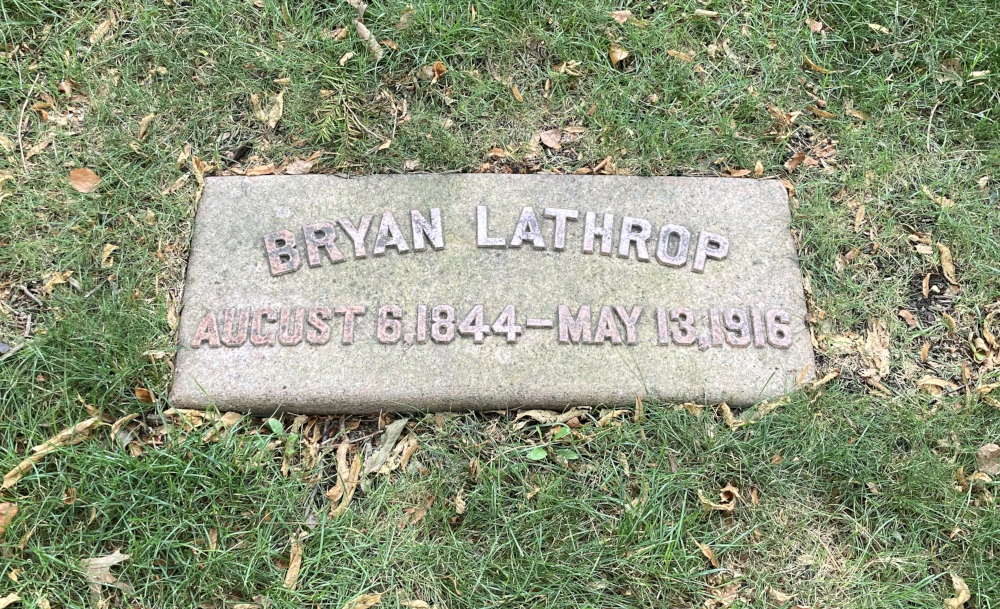 BRYAN LATHROP
AUGUST 6, 1844-MAY 13, 1916